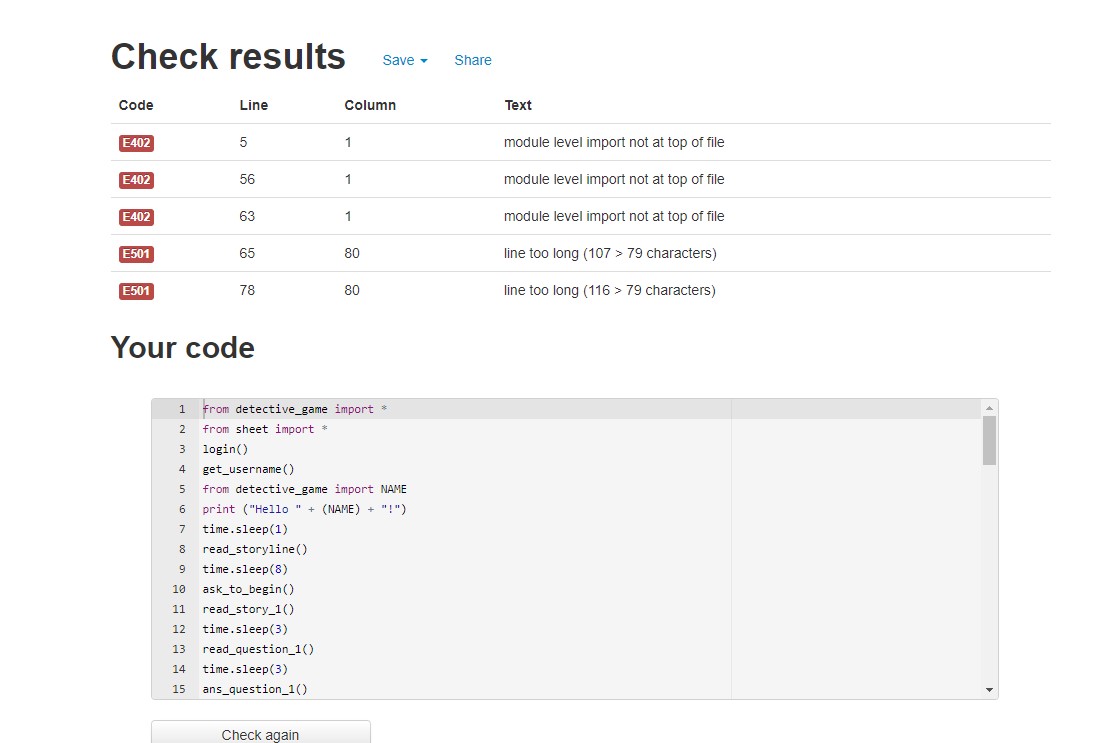 Check results Save Share
Code Line Column Text
E402 5 1 module level import not at top of file
E402 56 1 module level import not at top of file
E402 63 1 module level import not at top of file
E501 65 80 line too long (107 > 79 characters)
E501 78 80 line too long (116 > 79 characters)
Your code
1 from detective_game import *
2 from sheet import *
3 login()
4 get_username()
5 from detective_game import NAME
6 print ("Hello " + (NAME) + "!")
7 time.sleep(1)
8 read_storyline()
9 time.sleep(8)
10 ask_to_begin()
11 read_story_1()
12 time.sleep(3)
13 read_question_1()
14 time.sleep(3)
15 ans_question_1()
Check again